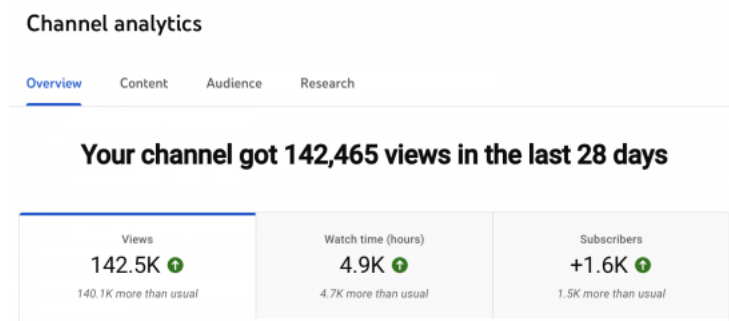 Channel analytics
Overview Content Audience Research
Your channel got 142,465 views in the last 28 days
Views Watch time (hours) Subscribers
142.5K 4.9K +1.6K
140.1K more than usual 4.7K more than usual 1.5K more than usual